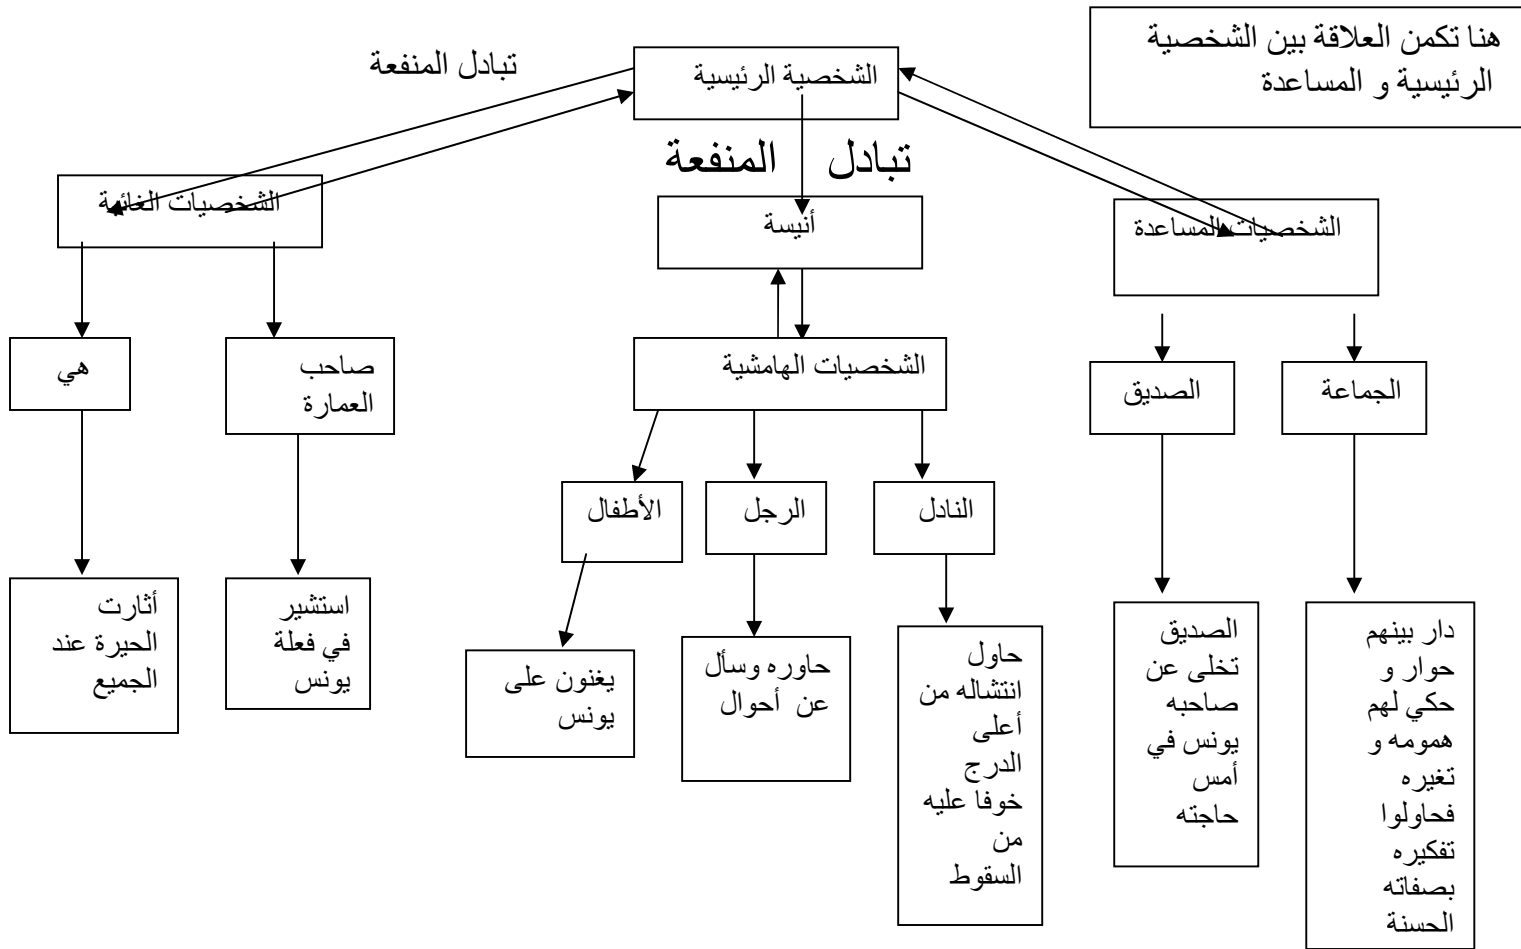 هنا تكمن العلاقة بين الشخصية
الرئيسية و المساعدة
الشخصية الرئيسية
تبادل المنفعة
تبادل المنفعة
الشخصيات المساعدة
أنيسة
الشخصيات الغائبة
الجماعة
الصديق
الشخصيات الهامشية
صاحب
العمارة
هي
النادل
الرجل
الأطفال
دار بينهم
حوار و
حكي لهم
همومه و
تغيره
فحاولوا
تفكيره
بصفاته
الحسنة
الصديق
تخلى عن
صاحبه
يونس في
أمس
حاجته
حاول
انتشاله من
أعلى
الدرج
خوفا عليه
من
السقوط
حاوره وسأل
عن أحوال
يغنون على
يونس
استشير
في فعلة
يونس
أثارت
الحيرة عند
الجميع